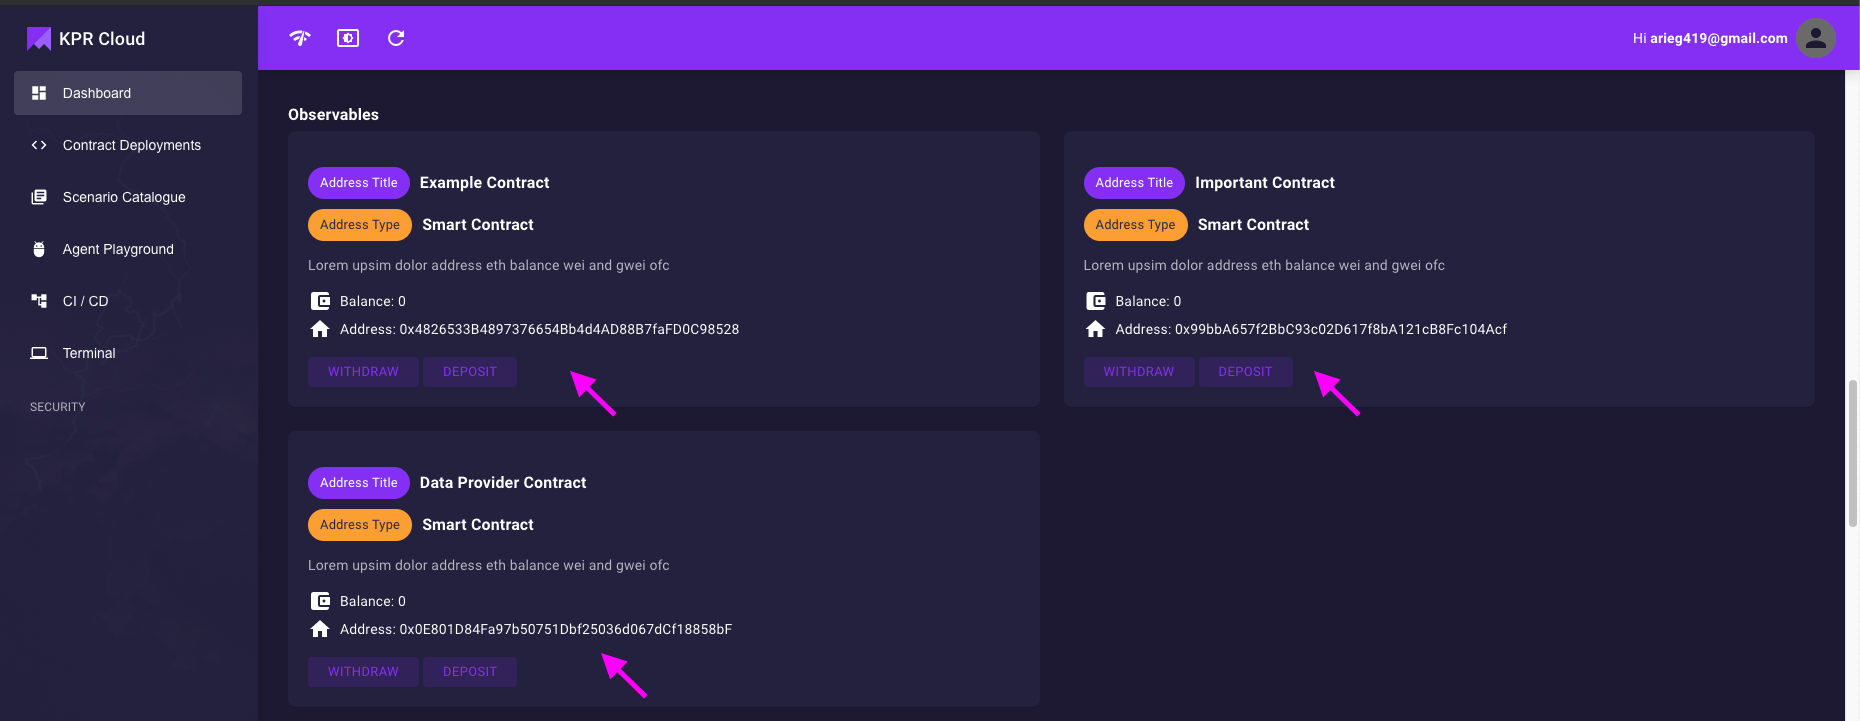 KPR Cloud
Hi arieg419@gmail.com
Dashboard
Contract Deployments
Scenario Catalogue
Agent Playground
CI / CD
Terminal
SECURITY
Observables
Address Title Example Contract
Address Type Smart Contract
Lorem upsim dolor address eth balance wei and gwei ofc
Balance: 0
Address: 0x4826533B4897376654Bb4d4AD88B7faFD0C98528
WITHDRAW DEPOSIT
Address Title Important Contract
Address Type Smart Contract
Lorem upsim dolor address eth balance wei and gwei ofc
Balance: 0
Address: 0x99bbA657f2BbC93c02D617f8bA121cB8Fc104Acf
WITHDRAW DEPOSIT
Address Title Data Provider Contract
Address Type Smart Contract
Lorem upsim dolor address eth balance wei and gwei ofc
Balance: 0
Address: 0x0E801D84Fa97b50751Dbf25036d067dCf18858bF
WITHDRAW DEPOSIT